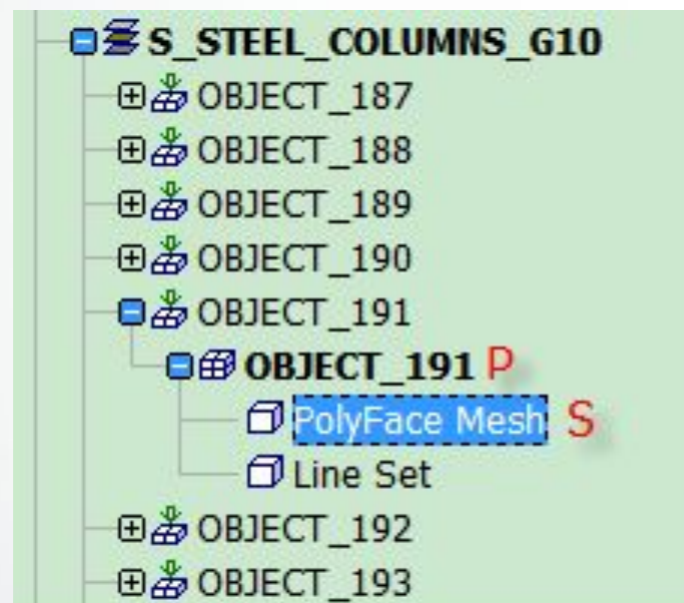 S_STEEL_COLUMNS_G10
OBJECT_187
OBJECT_188
OBJECT_189
OBJECT_190
OBJECT_191
OBJECT_191 P
PolyFace Mesh S
Line Set
OBJECT_192
OBJECT_193